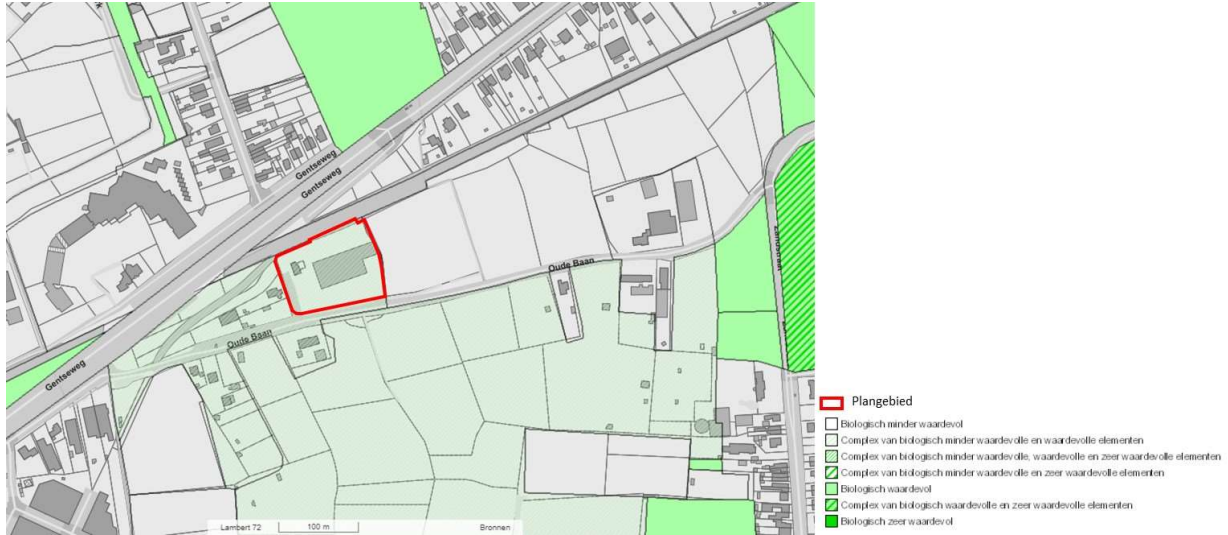 Gentseweg
Gentseweg
Zandstraat
Oude Baan
Oude Baan
Gentseweg
Lambert 72 100 m Bronnen
Plangebied
Biologisch minder waardevol
Complex van biologisch minder waardevolle en waardevolle elementen
Complex van biologisch minder waardevolle, waardevolle en zeer waardevolle elementen
Complex van biologisch minder waardevolle en zeer waardevolle elementen
Biologisch waardevol
Complex van biologisch waardevolle en zeer waardevolle elementen
Biologisch zeer waardevol